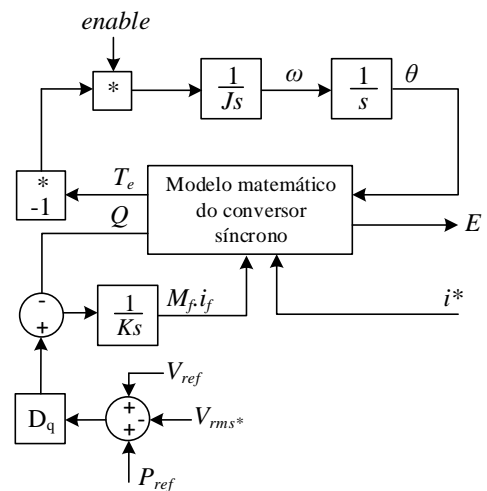 enable
*
1
Js
ω
1
s
θ
*
-1
T_e
Modelo matemático
do conversor
síncrono
Q
E
-
+
1
Ks
M_f.i_f
i*
D_q
V_ref
+
+
-
+
V_rms*
P_ref